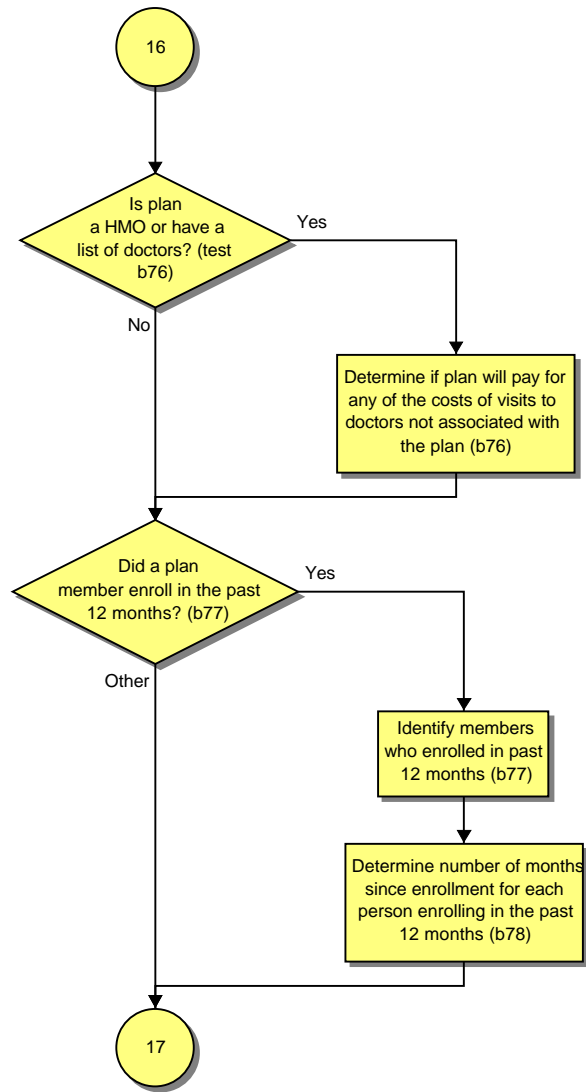 16
Is plan
a HMO or have a
list of doctors? (test
b76)
Yes
No
Determine if plan will pay for
any of the costs of visits to
doctors not associated with
the plan (b76)
Did a plan
member enroll in the past
12 months? (b77)
Yes
Other
Identify members
who enrolled in past
12 months (b77)
Determine number of months
since enrollment for each
person enrolling in the past
12 months (b78)
17